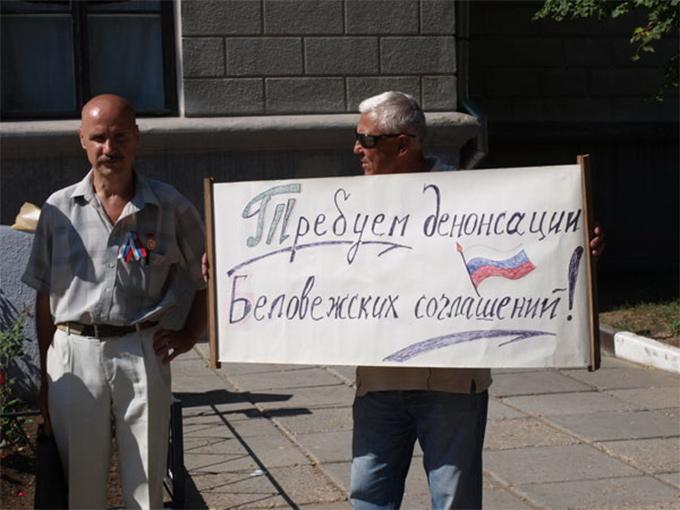 Требуем денонсации
Беловежских соглашений!